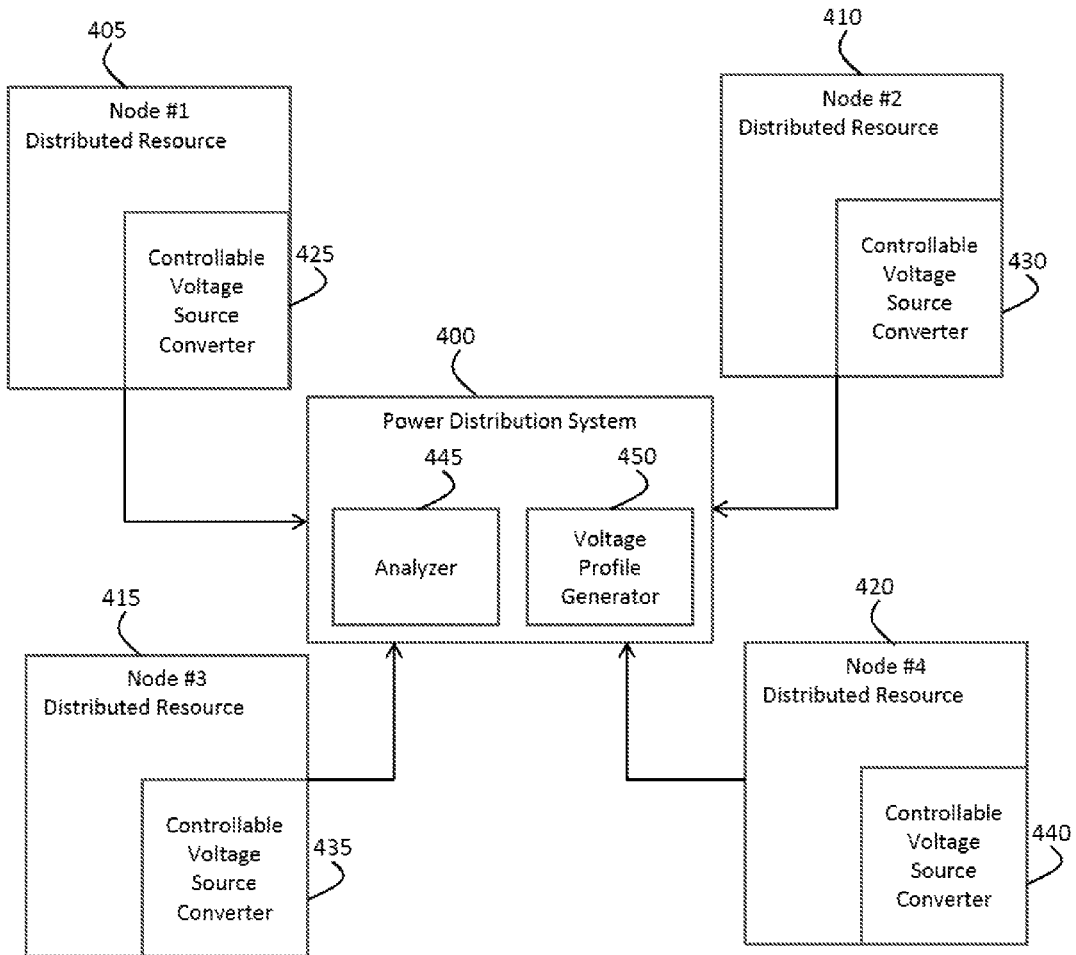 405
Node #1
Distributed Resource
Controllable
Voltage
Source
Converter
425
410
Node #2
Distributed Resource
Controllable
Voltage
Source
Converter
430
400
Power Distribution System
445
Analyzer
450
Voltage
Profile
Generator
415
Node #3
Distributed Resource
Controllable
Voltage
Source
Converter
435
420
Node #4
Distributed Resource
Controllable
Voltage
Source
Converter
440